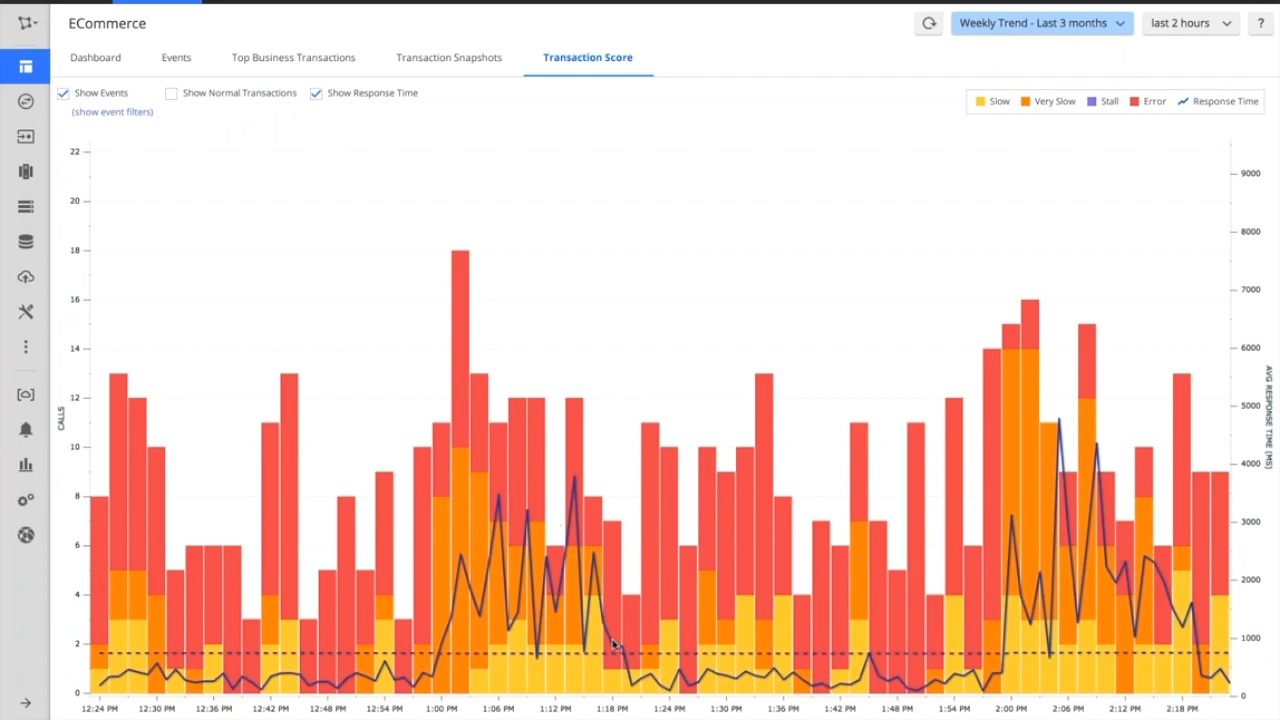 ECommerce
Weekly Trend - Last 3 months
last 2 hours
?
Dashboard
Events
Top Business Transactions
Transaction Snapshots
Transaction Score
Show Events
Show Normal Transactions
Show Response Time
(show event filters)
Slow
Very Slow
Stall
Error
Response Time
22
20
18
16
14
12
10
8
6
4
2
0
CALLS
9000
8000
7000
6000
5000
4000
3000
2000
1000
0
AVG RESPONSE TIME (MS)
12:24 PM
12:30 PM
12:36 PM
12:42 PM
12:48 PM
12:54 PM
1:00 PM
1:06 PM
1:12 PM
1:18 PM
1:24 PM
1:30 PM
1:36 PM
1:42 PM
1:48 PM
1:54 PM
2:00 PM
2:06 PM
2:12 PM
2:18 PM